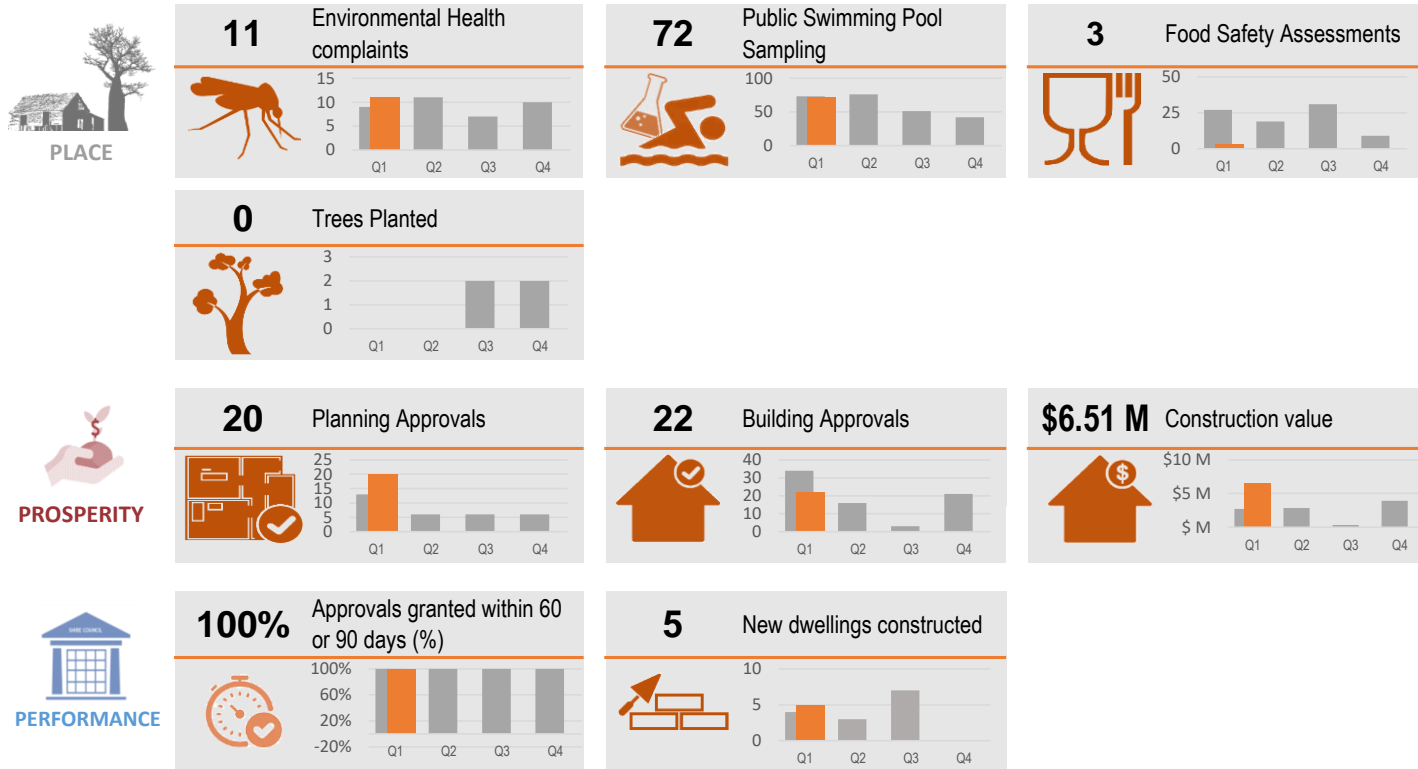 11
Environmental Health
complaints
15
10
5
0
Q1 Q2 Q3 Q4
72
Public Swimming Pool
Sampling
100
50
0
Q1 Q2 Q3 Q4
3
Food Safety Assessments
50
25
0
Q1 Q2 Q3 Q4
PLACE
0
Trees Planted
3
2
1
0
Q1 Q2 Q3 Q4
20
Planning Approvals
25
20
15
10
5
0
Q1 Q2 Q3 Q4
22
Building Approvals
40
30
20
10
0
Q1 Q2 Q3 Q4
$6.51 M
Construction value
$
$10 M
$5 M
$ M
Q1 Q2 Q3 Q4
$
PROSPERITY
100%
Approvals granted within 60
or 90 days (%)
100%
60%
20%
-20%
Q1 Q2 Q3 Q4
5
New dwellings constructed
10
5
0
Q1 Q2 Q3 Q4
SHIRE COUNCIL
PERFORMANCE